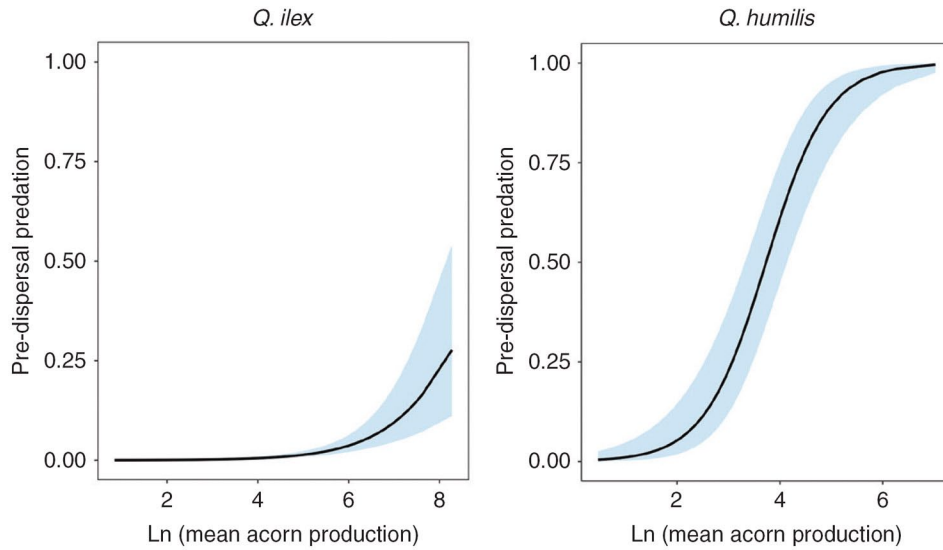 Q. ilex
Pre-dispersal predation
1.00
0.75
0.50
0.25
0.00
2 4 6 8
Ln (mean acorn production)
Q. humilis
Pre-dispersal predation
1.00
0.75
0.50
0.25
0.00
2 4 6
Ln (mean acorn production)